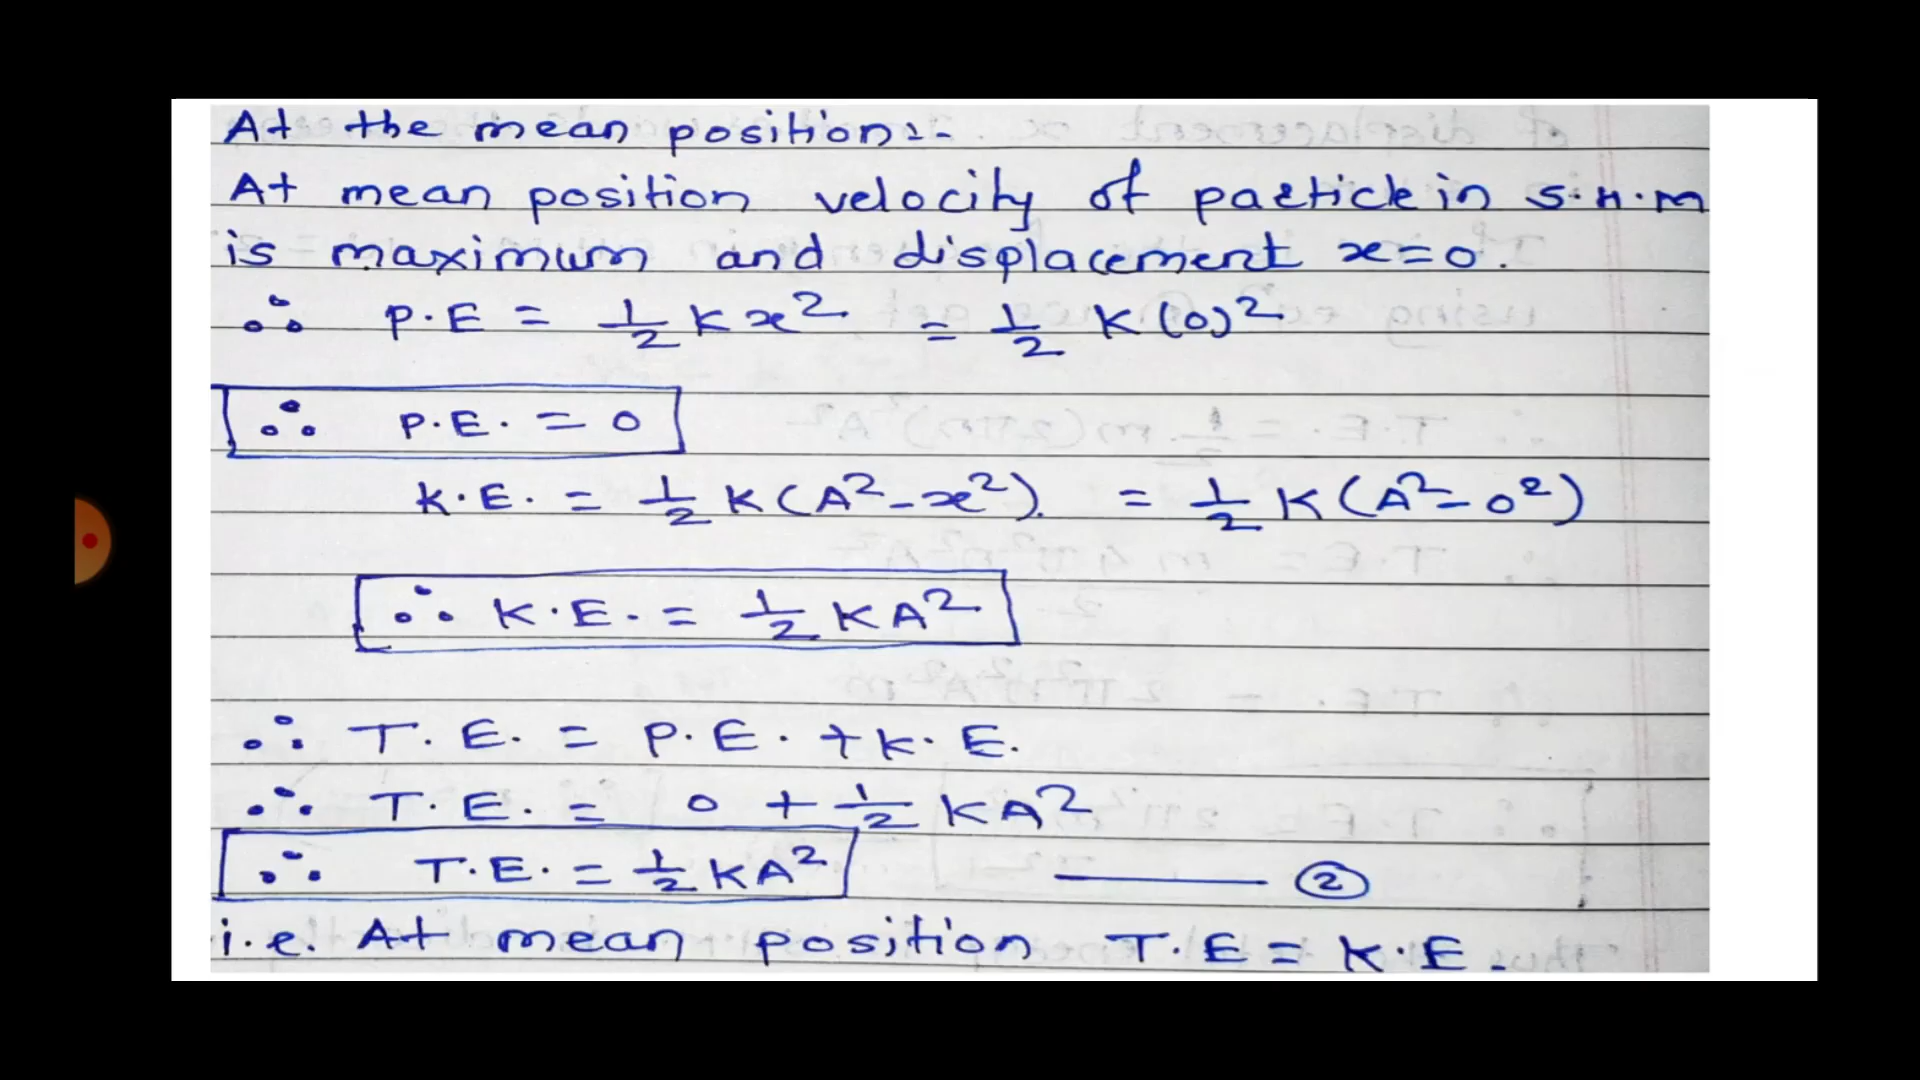 At the mean position:-
At mean position velocity of particle in S.H.M
is maximum and displacement x=0.
∴ P.E = 1/2 Kx² = 1/2 K(0)²
∴ P.E. = 0
K.E. = 1/2 K(A²-x²). = 1/2 K(A²-0²)
∴ K.E. = 1/2 KA²
∴ T.E. = P.E. + K.E.
∴ T.E. = 0 + 1/2 KA²
∴ T.E. = 1/2 KA² ——— ②
i.e. At mean position T.E = K.E.